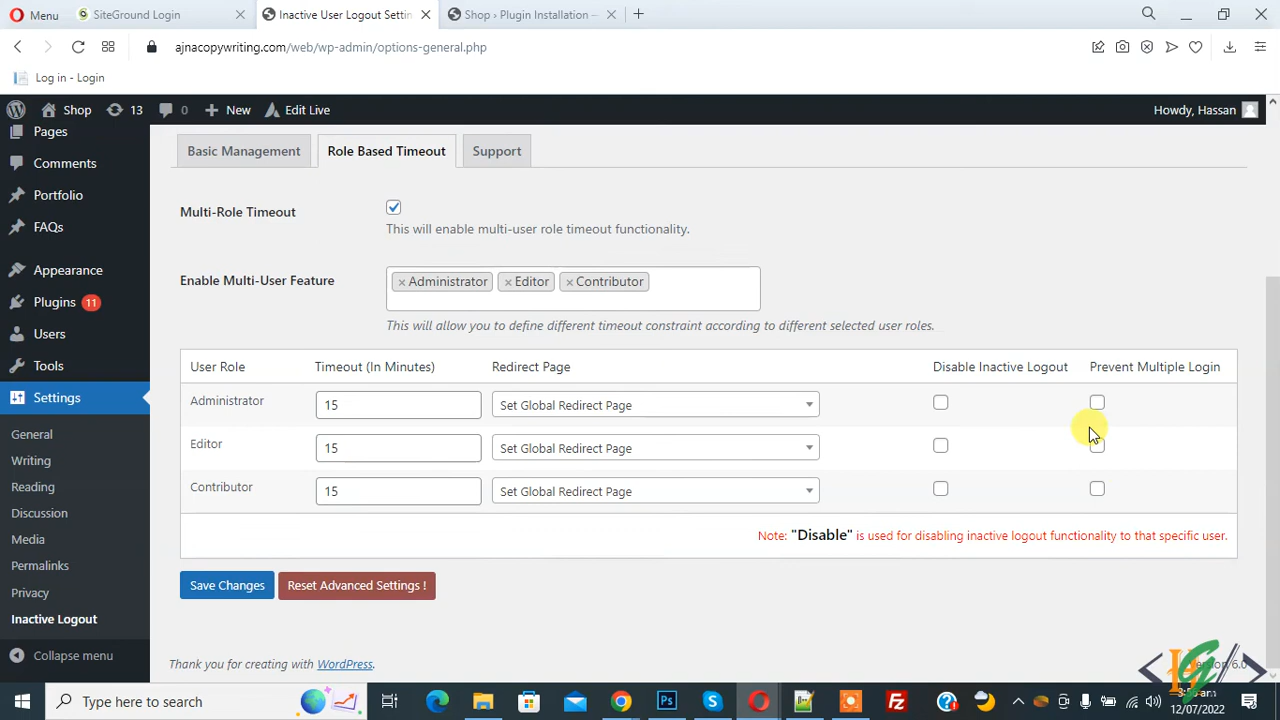 Menu
SiteGround Login
Inactive User Logout Settin
Shop › Plugin Installation —
ajnacopywriting.com/web/wp-admin/options-general.php
Log in - Login
Shop
13
0
New
Edit Live
Howdy, Hassan
Pages
Comments
Portfolio
FAQs
Appearance
Plugins 11
Users
Tools
Settings
General
Writing
Reading
Discussion
Media
Permalinks
Privacy
Inactive Logout
Collapse menu
Basic Management
Role Based Timeout
Support
Multi-Role Timeout
This will enable multi-user role timeout functionality.
Enable Multi-User Feature
× Administrator × Editor × Contributor
This will allow you to define different timeout constraint according to different selected user roles.
User Role Timeout (In Minutes) Redirect Page Disable Inactive Logout Prevent Multiple Login
Administrator 15 Set Global Redirect Page
Editor 15 Set Global Redirect Page
Contributor 15 Set Global Redirect Page
Note: "Disable" is used for disabling inactive logout functionality to that specific user.
Save Changes
Reset Advanced Settings !
Thank you for creating with WordPress.
Type here to search
12/07/2022